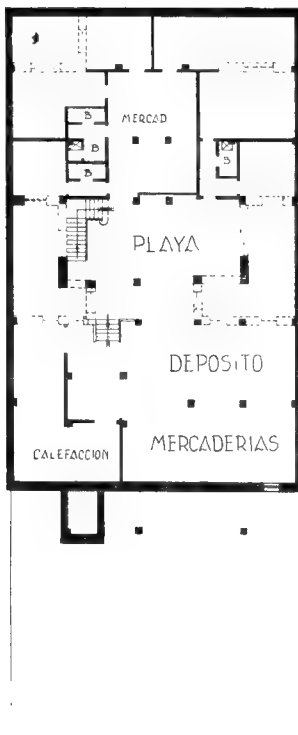 B
MERCAD
B
B
B
PLAYA
DEPOSITO
MERCADERIAS
CALEFACCION